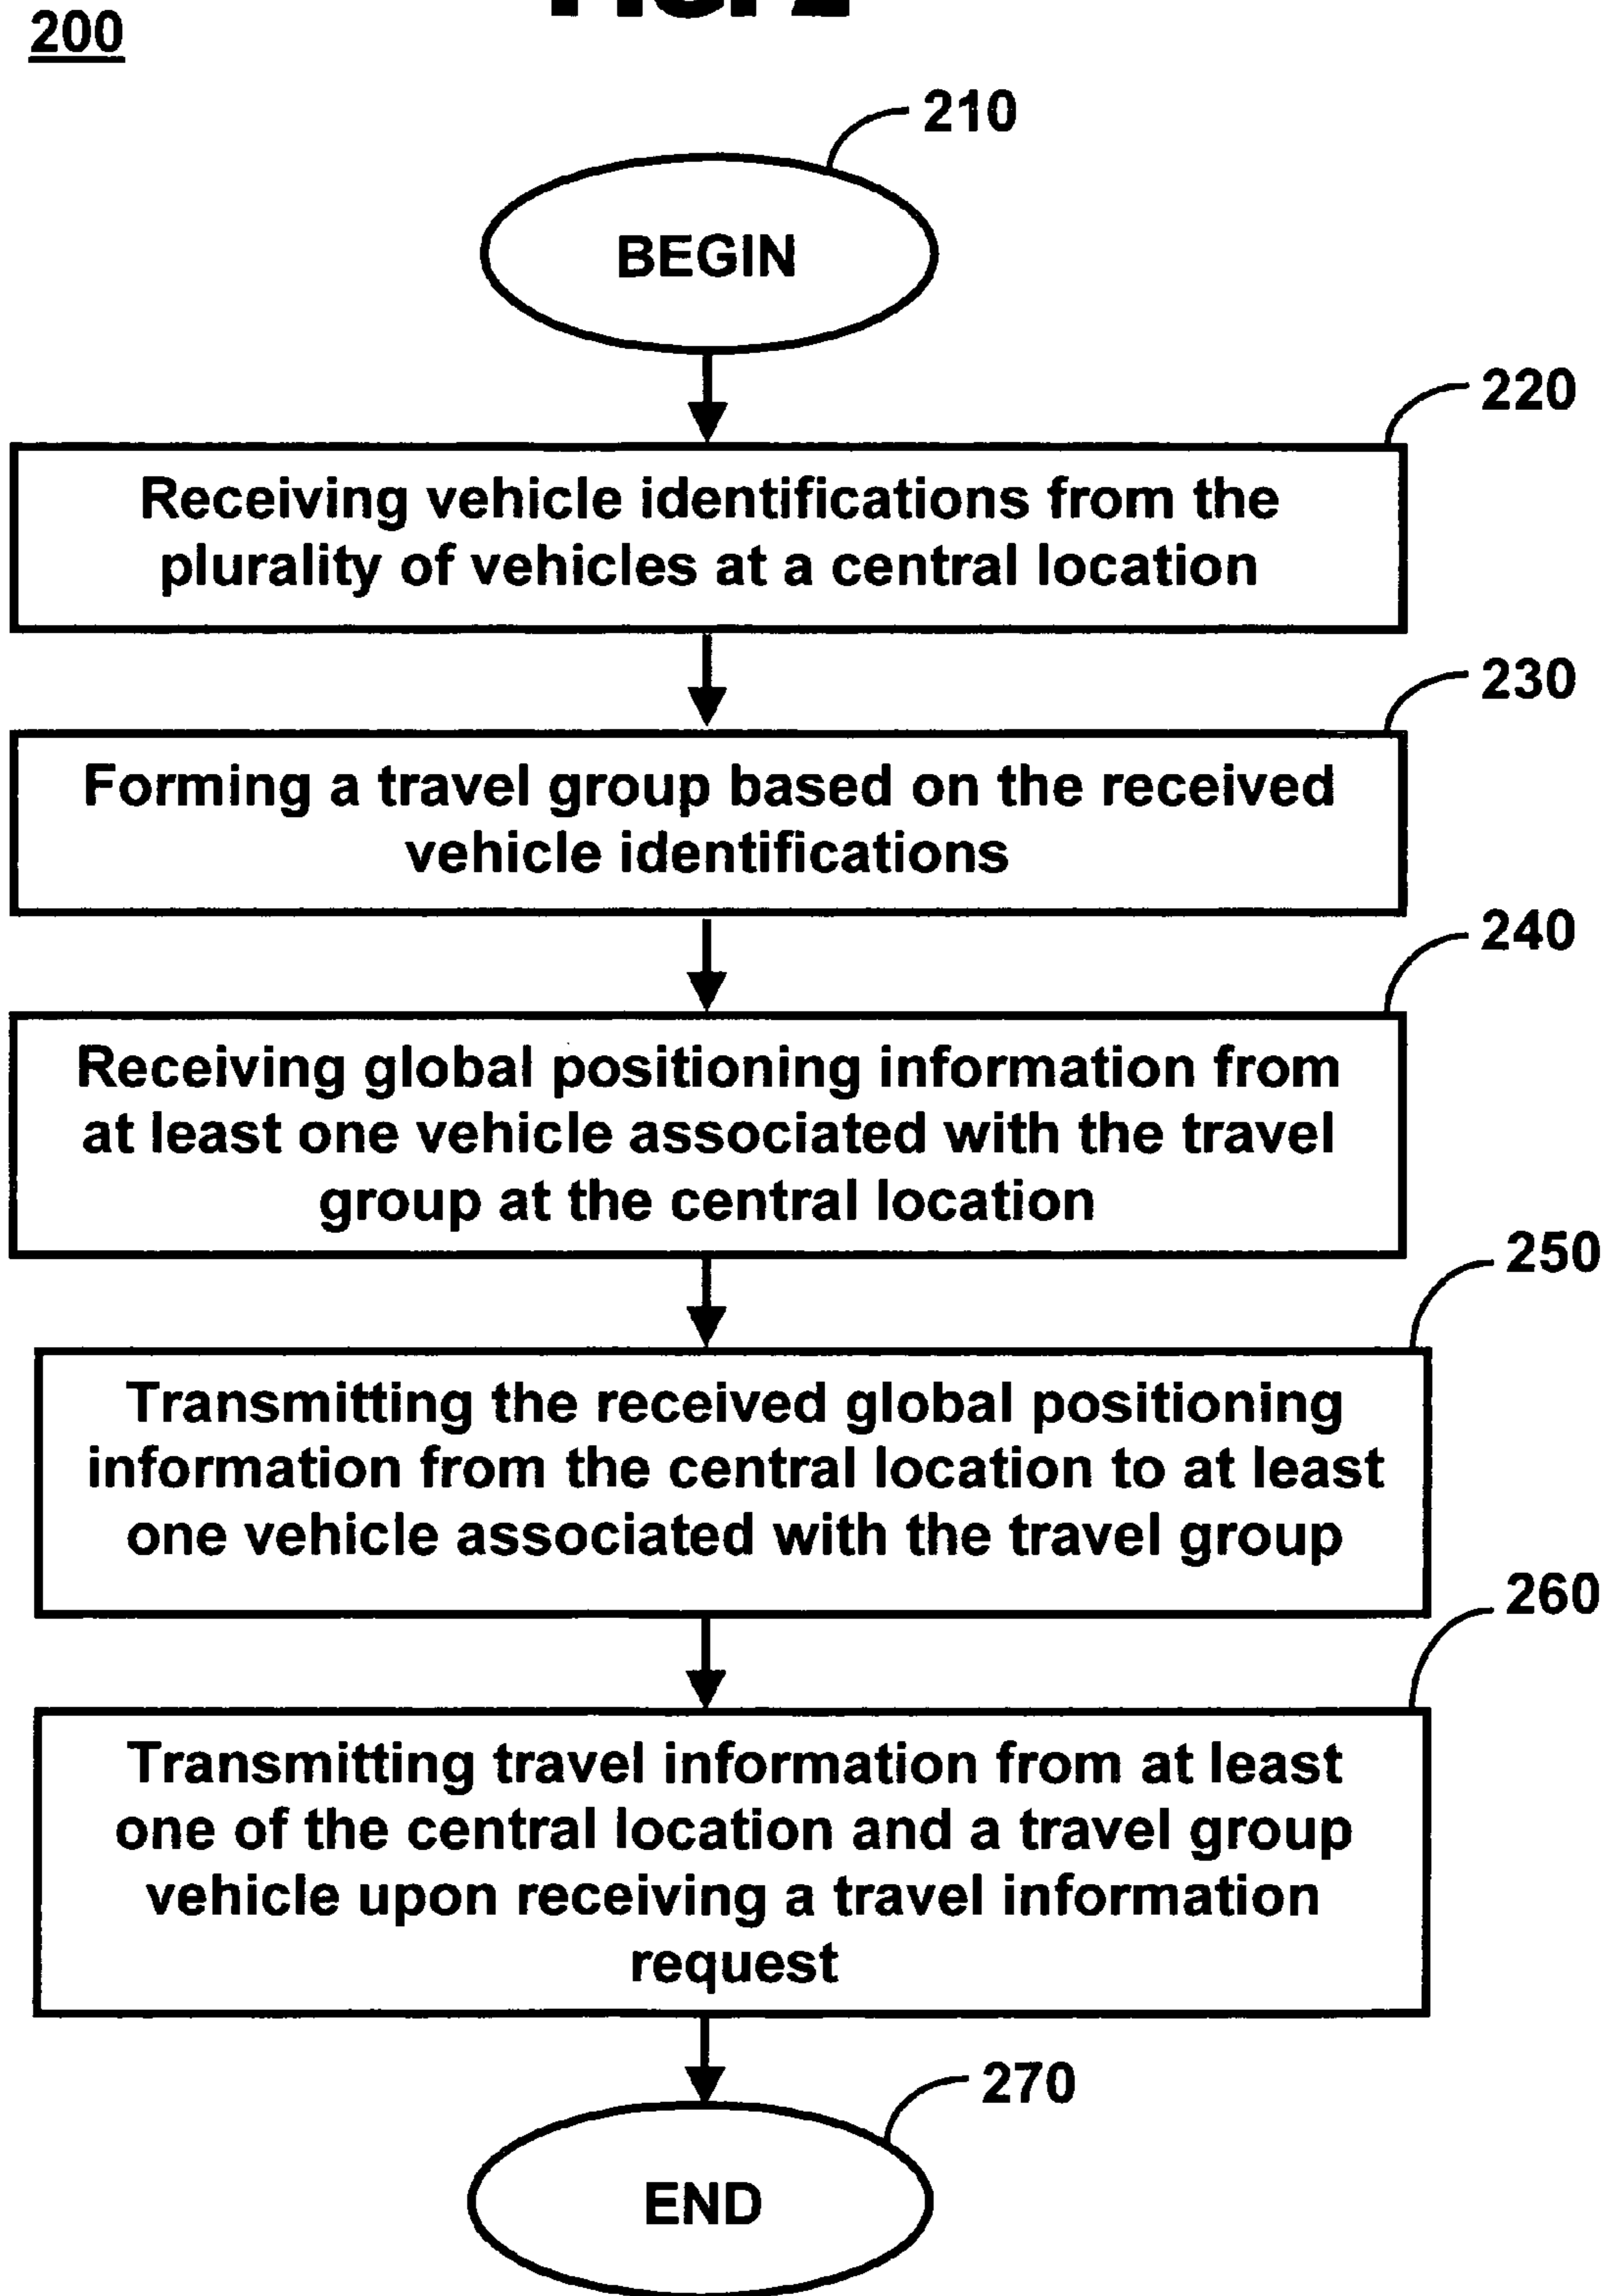 200
210
BEGIN
220
Receiving vehicle identifications from the
plurality of vehicles at a central location
230
Forming a travel group based on the received
vehicle identifications
240
Receiving global positioning information from
at least one vehicle associated with the travel
group at the central location
250
Transmitting the received global positioning
information from the central location to at least
one vehicle associated with the travel group
260
Transmitting travel information from at least
one of the central location and a travel group
vehicle upon receiving a travel information
request
270
END